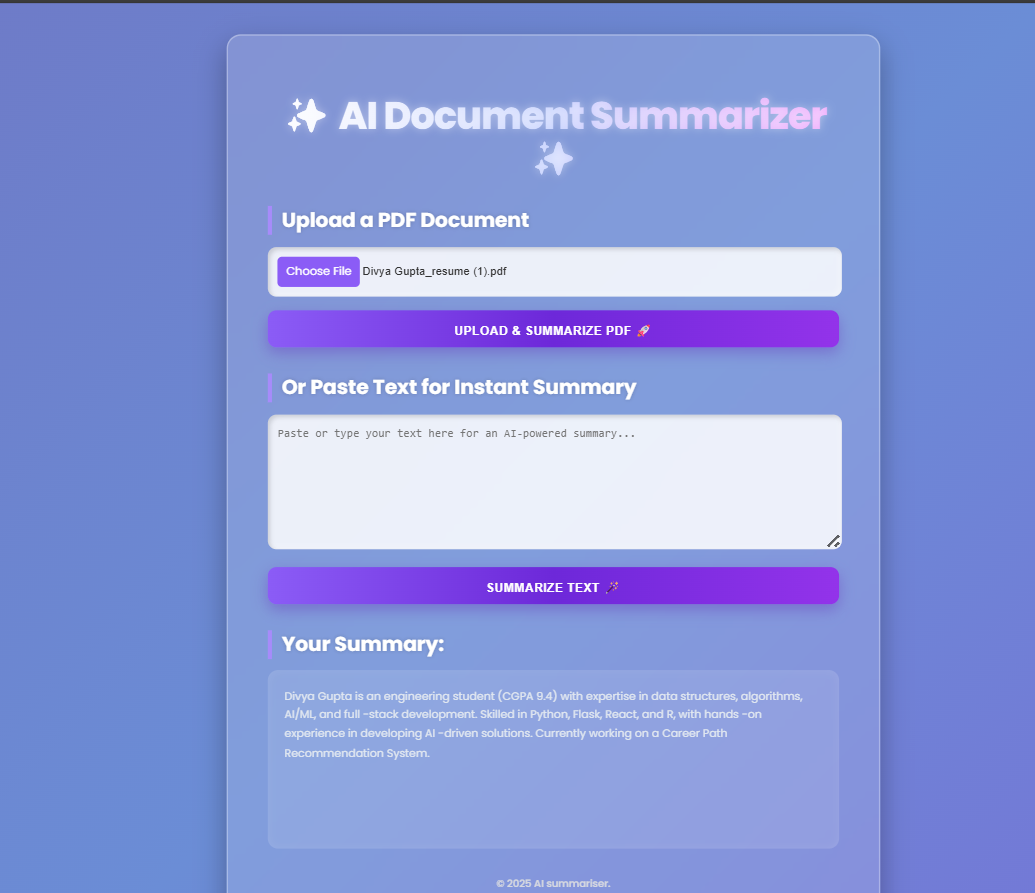 ✨ AI Document Summarizer
✨
Upload a PDF Document
Choose File Divya Gupta_resume (1).pdf
UPLOAD & SUMMARIZE PDF 🚀
Or Paste Text for Instant Summary
Paste or type your text here for an AI-powered summary...
SUMMARIZE TEXT 🪄
Your Summary:
Divya Gupta is an engineering student (CGPA 9.4) with expertise in data structures, algorithms,
AI/ML, and full -stack development. Skilled in Python, Flask, React, and R, with hands -on
experience in developing AI -driven solutions. Currently working on a Career Path
Recommendation System.
© 2025 AI summariser.